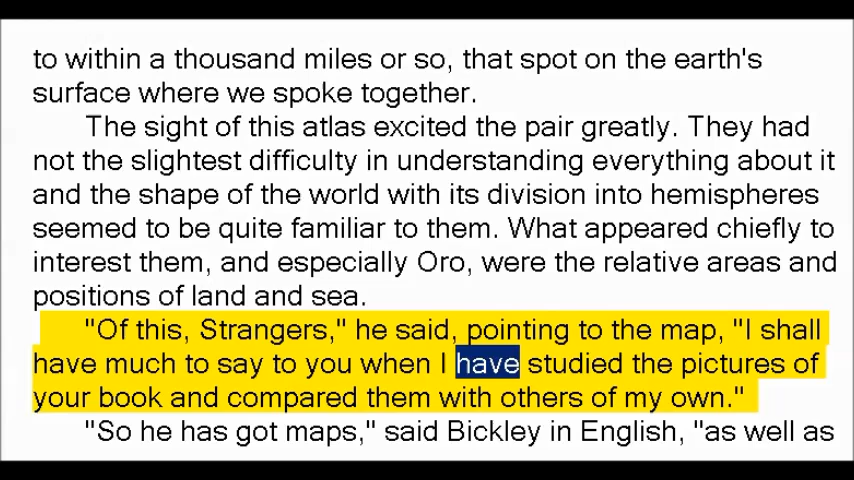 to within a thousand miles or so, that spot on the earth's
surface where we spoke together.
The sight of this atlas excited the pair greatly. They had
not the slightest difficulty in understanding everything about it
and the shape of the world with its division into hemispheres
seemed to be quite familiar to them. What appeared chiefly to
interest them, and especially Oro, were the relative areas and
positions of land and sea.
"Of this, Strangers," he said, pointing to the map, "I shall
have much to say to you when I have studied the pictures of
your book and compared them with others of my own."
"So he has got maps," said Bickley in English, "as well as